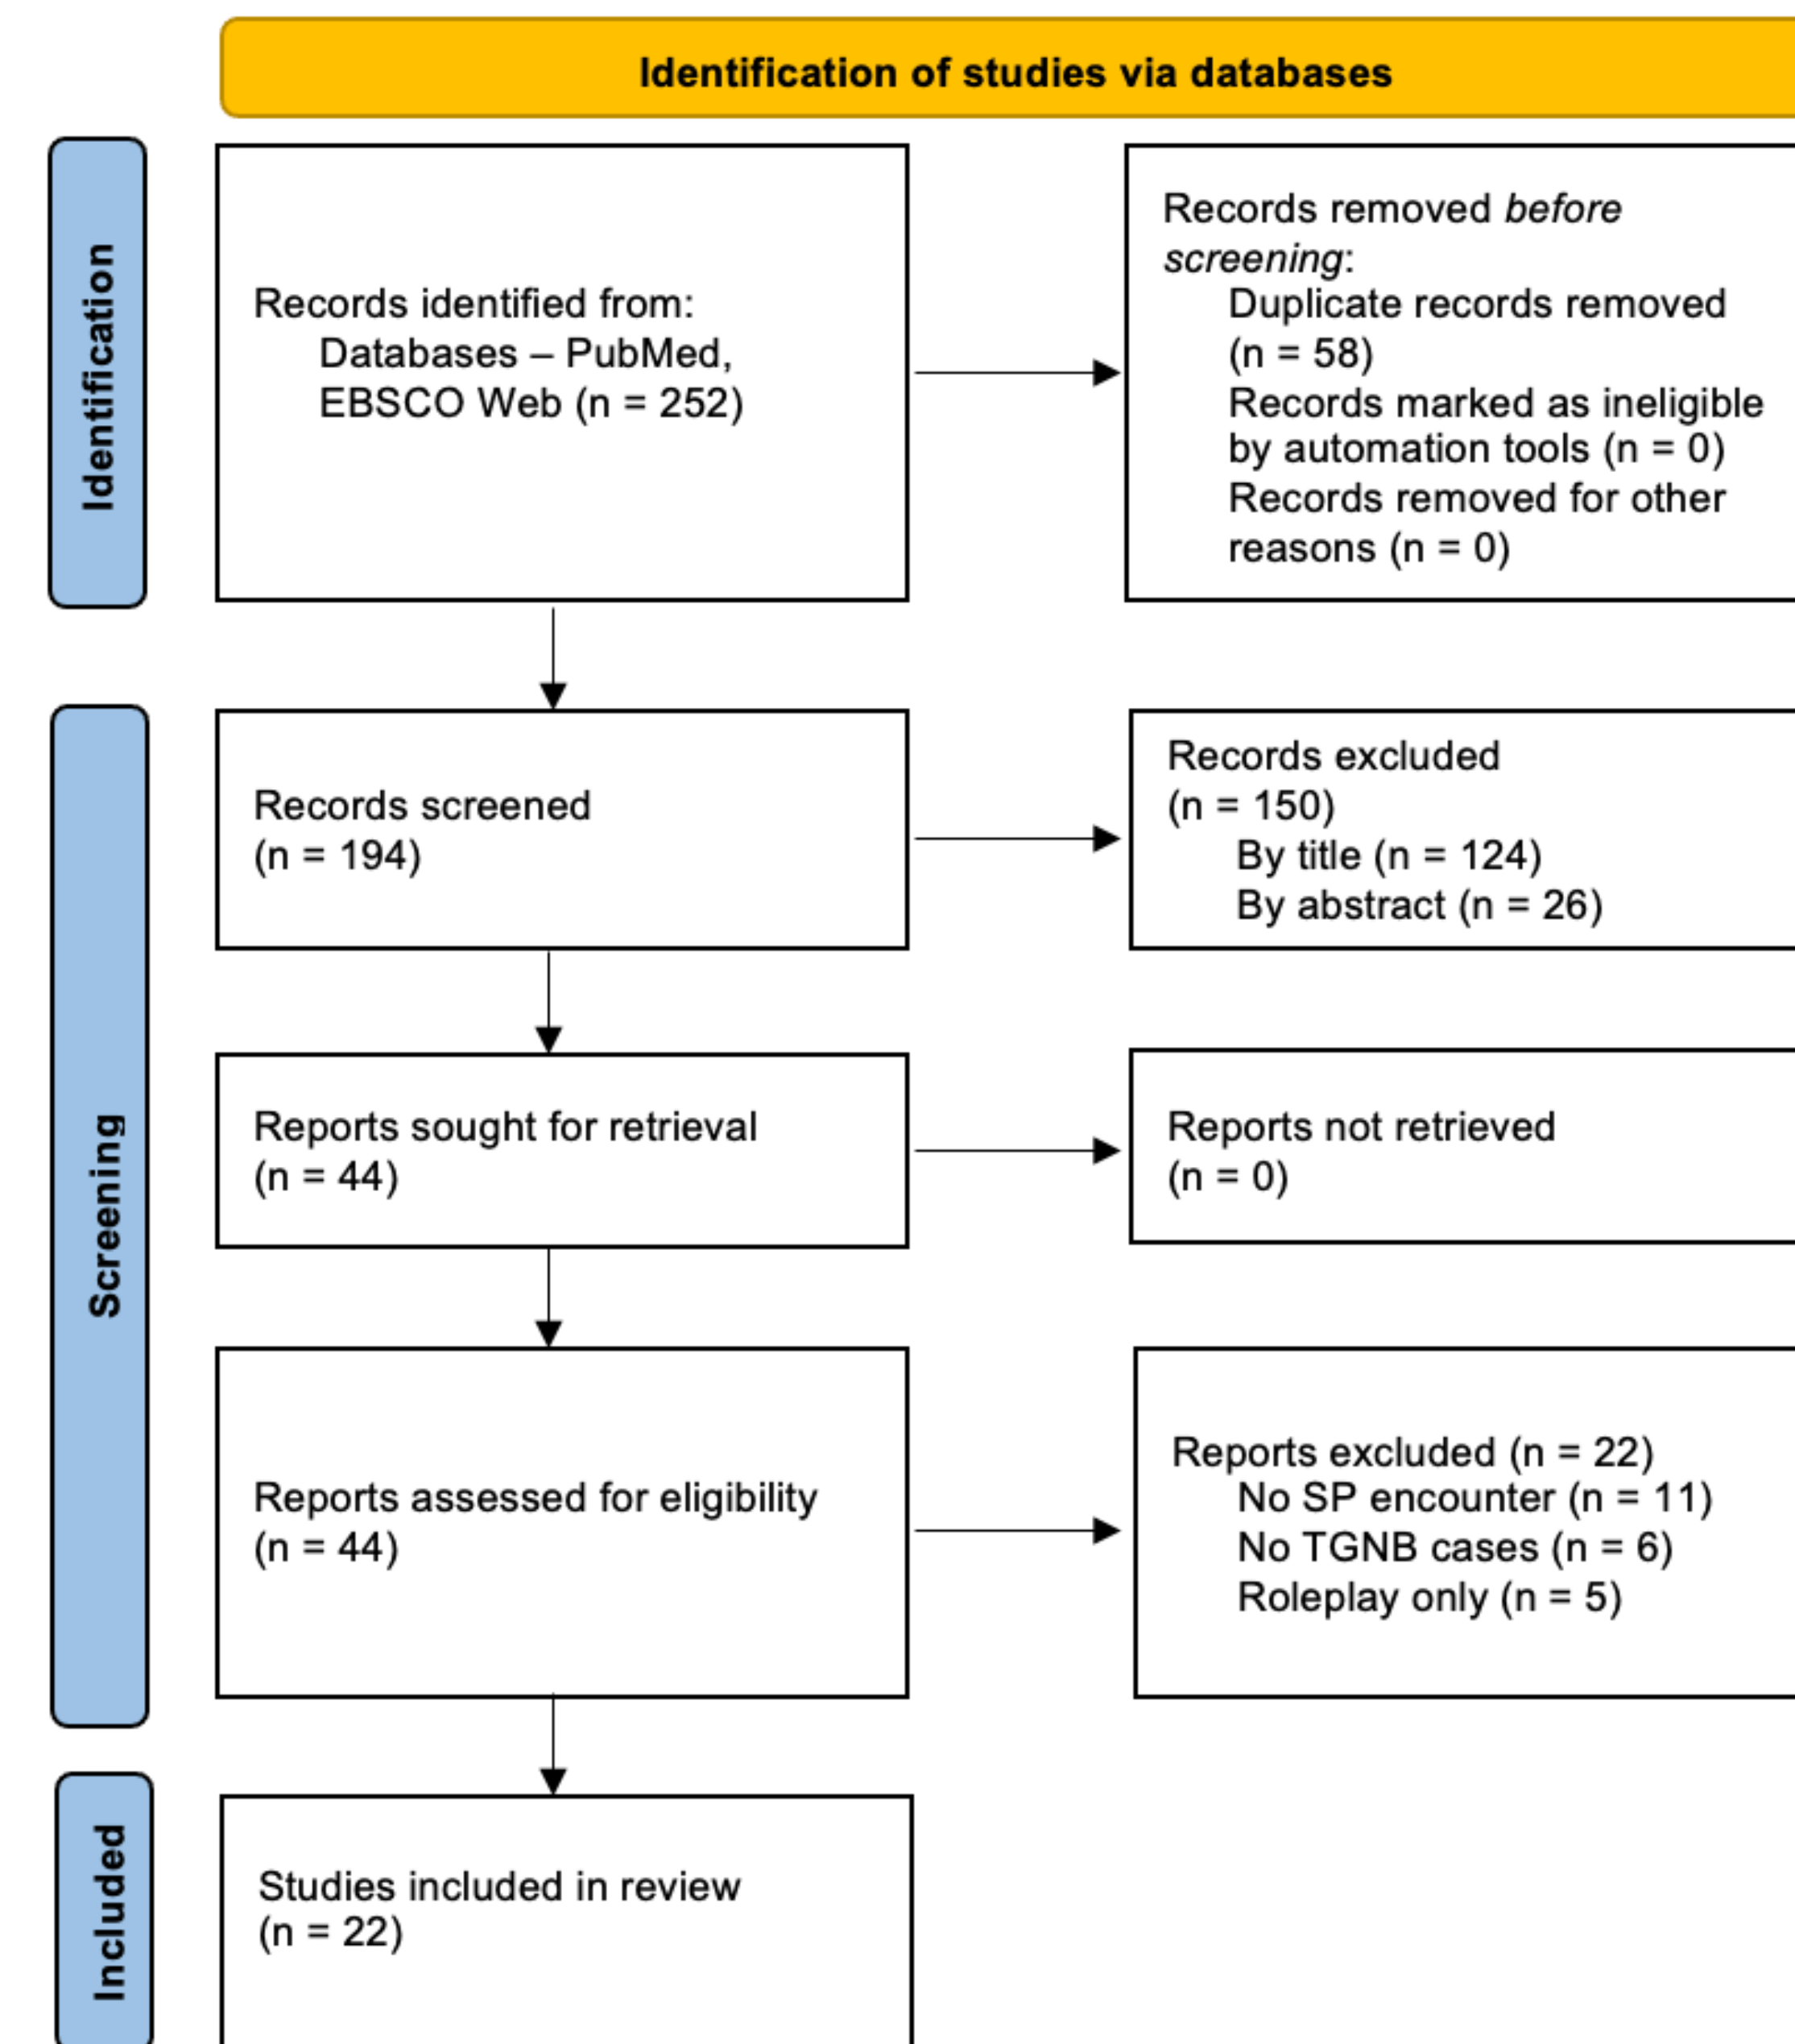 Identification of studies via databases
Identification
Records identified from:
Databases – PubMed,
EBSCO Web (n = 252)
Records removed before
screening:
Duplicate records removed
(n = 58)
Records marked as ineligible
by automation tools (n = 0)
Records removed for other
reasons (n = 0)
Screening
Records screened
(n = 194)
Records excluded
(n = 150)
By title (n = 124)
By abstract (n = 26)
Reports sought for retrieval
(n = 44)
Reports not retrieved
(n = 0)
Reports assessed for eligibility
(n = 44)
Reports excluded (n = 22)
No SP encounter (n = 11)
No TGNB cases (n = 6)
Roleplay only (n = 5)
Included
Studies included in review
(n = 22)